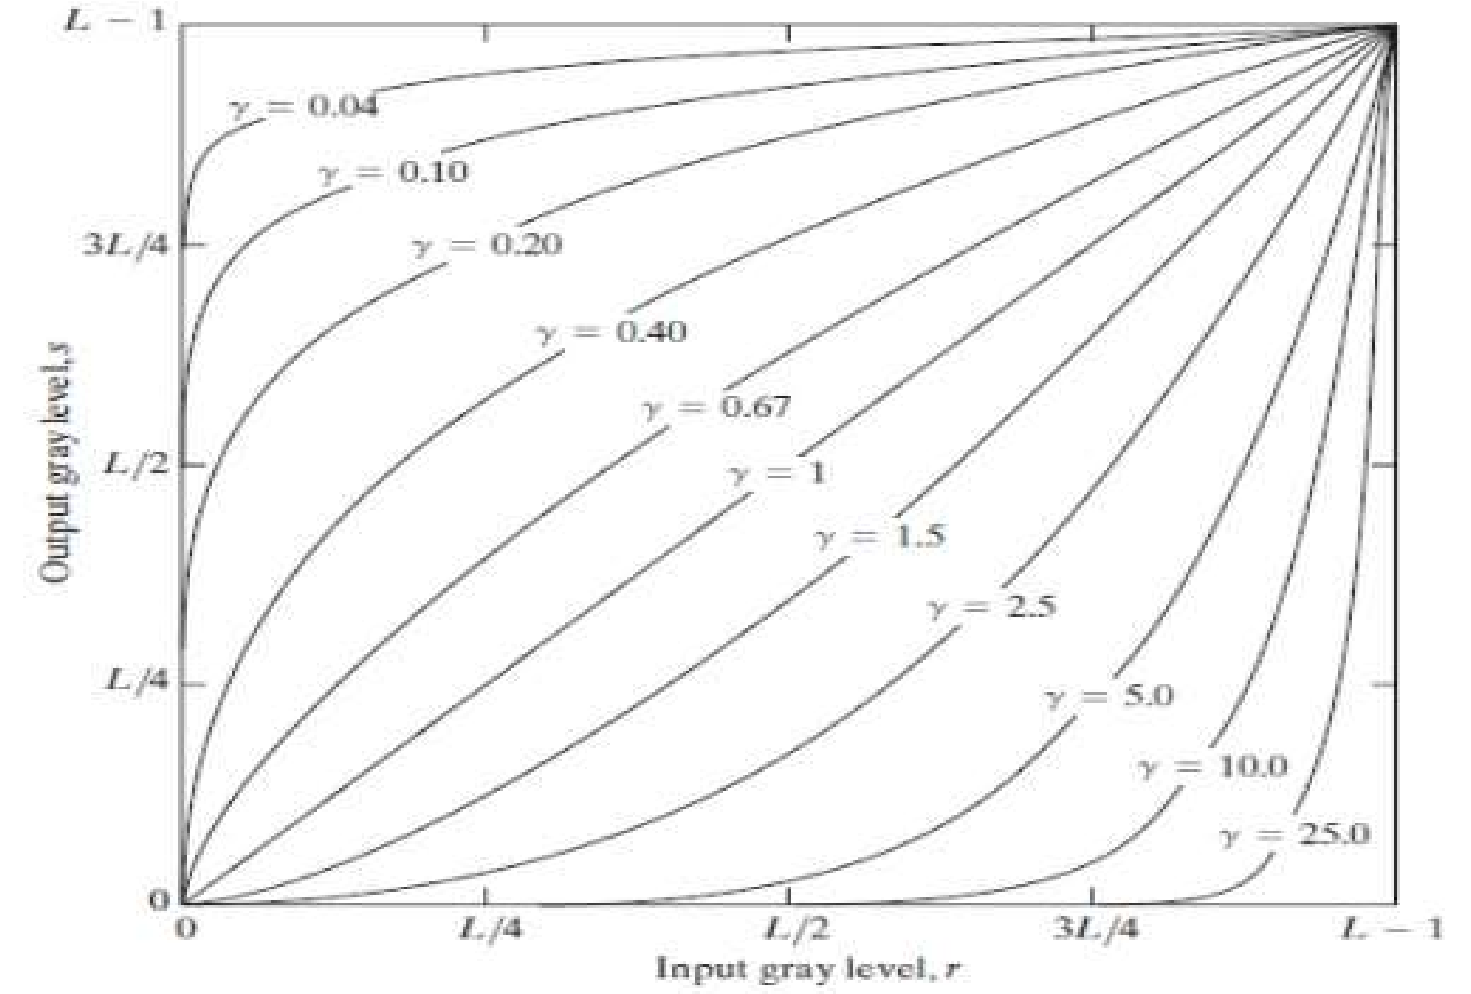 L − 1
γ = 0.04
γ = 0.10
3L/4
γ = 0.20
γ = 0.40
γ = 0.67
L/2
γ = 1
γ = 1.5
γ = 2.5
L/4
γ = 5.0
γ = 10.0
γ = 25.0
0
0
L/4
L/2
3L/4
L − 1
Output gray level, s
Input gray level, r